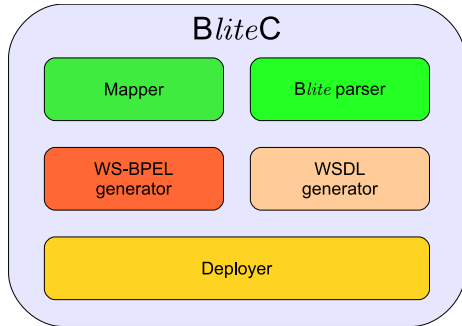 BliteC
Mapper
Blite parser
WS-BPEL
generator
WSDL
generator
Deployer